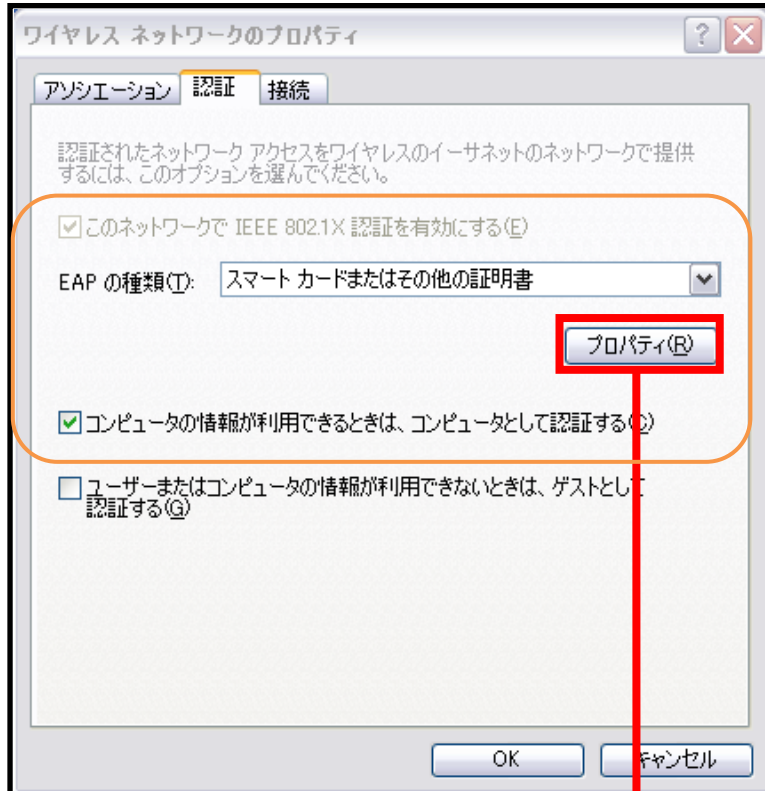 ワイヤレス ネットワークのプロパティ
アソシエーション 認証 接続
認証されたネットワーク アクセスをワイヤレスのイーサネットのネットワークで提供
するには、このオプションを選んでください。
このネットワークで IEEE 802.1X 認証を有効にする(E)
EAP の種類(T): スマート カードまたはその他の証明書
プロパティ(R)
コンピュータの情報が利用できるときは、コンピュータとして認証する(C)
ユーザーまたはコンピュータの情報が利用できないときは、ゲストとして
認証する(G)
OK キャンセル